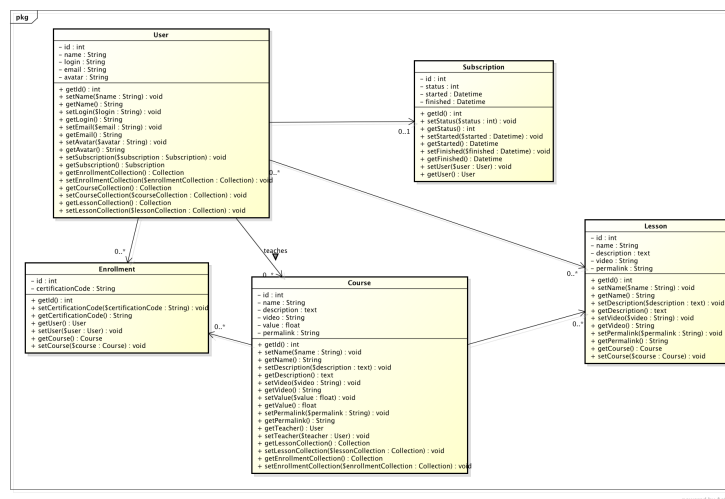 pkg
User
– id : int
– name : String
– login : String
– email : String
– avatar : String
+ getId() : int
+ setName($name : String) : void
+ getName() : String
+ setLogin($login : String) : void
+ getLogin() : String
+ setEmail($email : String) : void
+ getEmail() : String
+ setAvatar($avatar : String) : void
+ getAvatar() : String
+ setSubscription($subscription : Subscription) : void
+ getSubscription() : Subscription
+ getEnrollmentCollection() : Collection
+ setEnrollmentCollection($enrollmentCollection : Collection) : void
+ getCourseCollection() : Collection
+ setCourseCollection($courseCollection : Collection) : void
+ getLessonCollection() : Collection
+ setLessonCollection($lessonCollection : Collection) : void
Subscription
– id : int
– status : int
– started : Datetime
– finished : Datetime
+ getId() : int
+ setStatus($status : int) : void
+ getStatus() : int
+ setStarted($started : Datetime) : void
+ getStarted() : Datetime
+ setFinished($finished : Datetime) : void
+ getFinished() : Datetime
+ setUser($user : User) : void
+ getUser() : User
0..1
0..*
Lesson
– id : int
– name : String
– description : text
– video : String
– permalink : String
+ getId() : int
+ setName($name : String) : void
+ getName() : String
+ setDescription($description : text) : void
+ getDescription() : text
+ setVideo($video : String) : void
+ getVideo() : String
+ setPermalink($permalink : String) : void
+ getPermalink() : String
+ getCourse() : Course
+ setCourse($course : Course) : void
0..*
0..*
0..*
teaches
0..*
Enrollment
– id : int
– certificationCode : String
+ getId() : int
+ setCertificationCode($certificationCode : String) : void
+ getCertificationCode() : String
+ getUser() : User
+ setUser($user : User) : void
+ getCourse() : Course
+ setCourse($course : Course) : void
0..*
Course
– id : int
– name : String
– description : text
– video : String
– value : float
– permalink : String
+ getId() : int
+ setName($name : String) : void
+ getName() : String
+ setDescription($description : text) : void
+ getDescription() : text
+ setVideo($video : String) : void
+ getVideo() : String
+ setValue($value : float) : void
+ getValue() : float
+ setPermalink($permalink : String) : void
+ getPermalink() : String
+ getTeacher() : User
+ setTeacher($teacher : User) : void
+ getLessonCollection() : Collection
+ setLessonCollection($lessonCollection : Collection) : void
+ getEnrollmentCollection() : Collection
+ setEnrollmentCollection($enrollmentCollection : Collection) : void